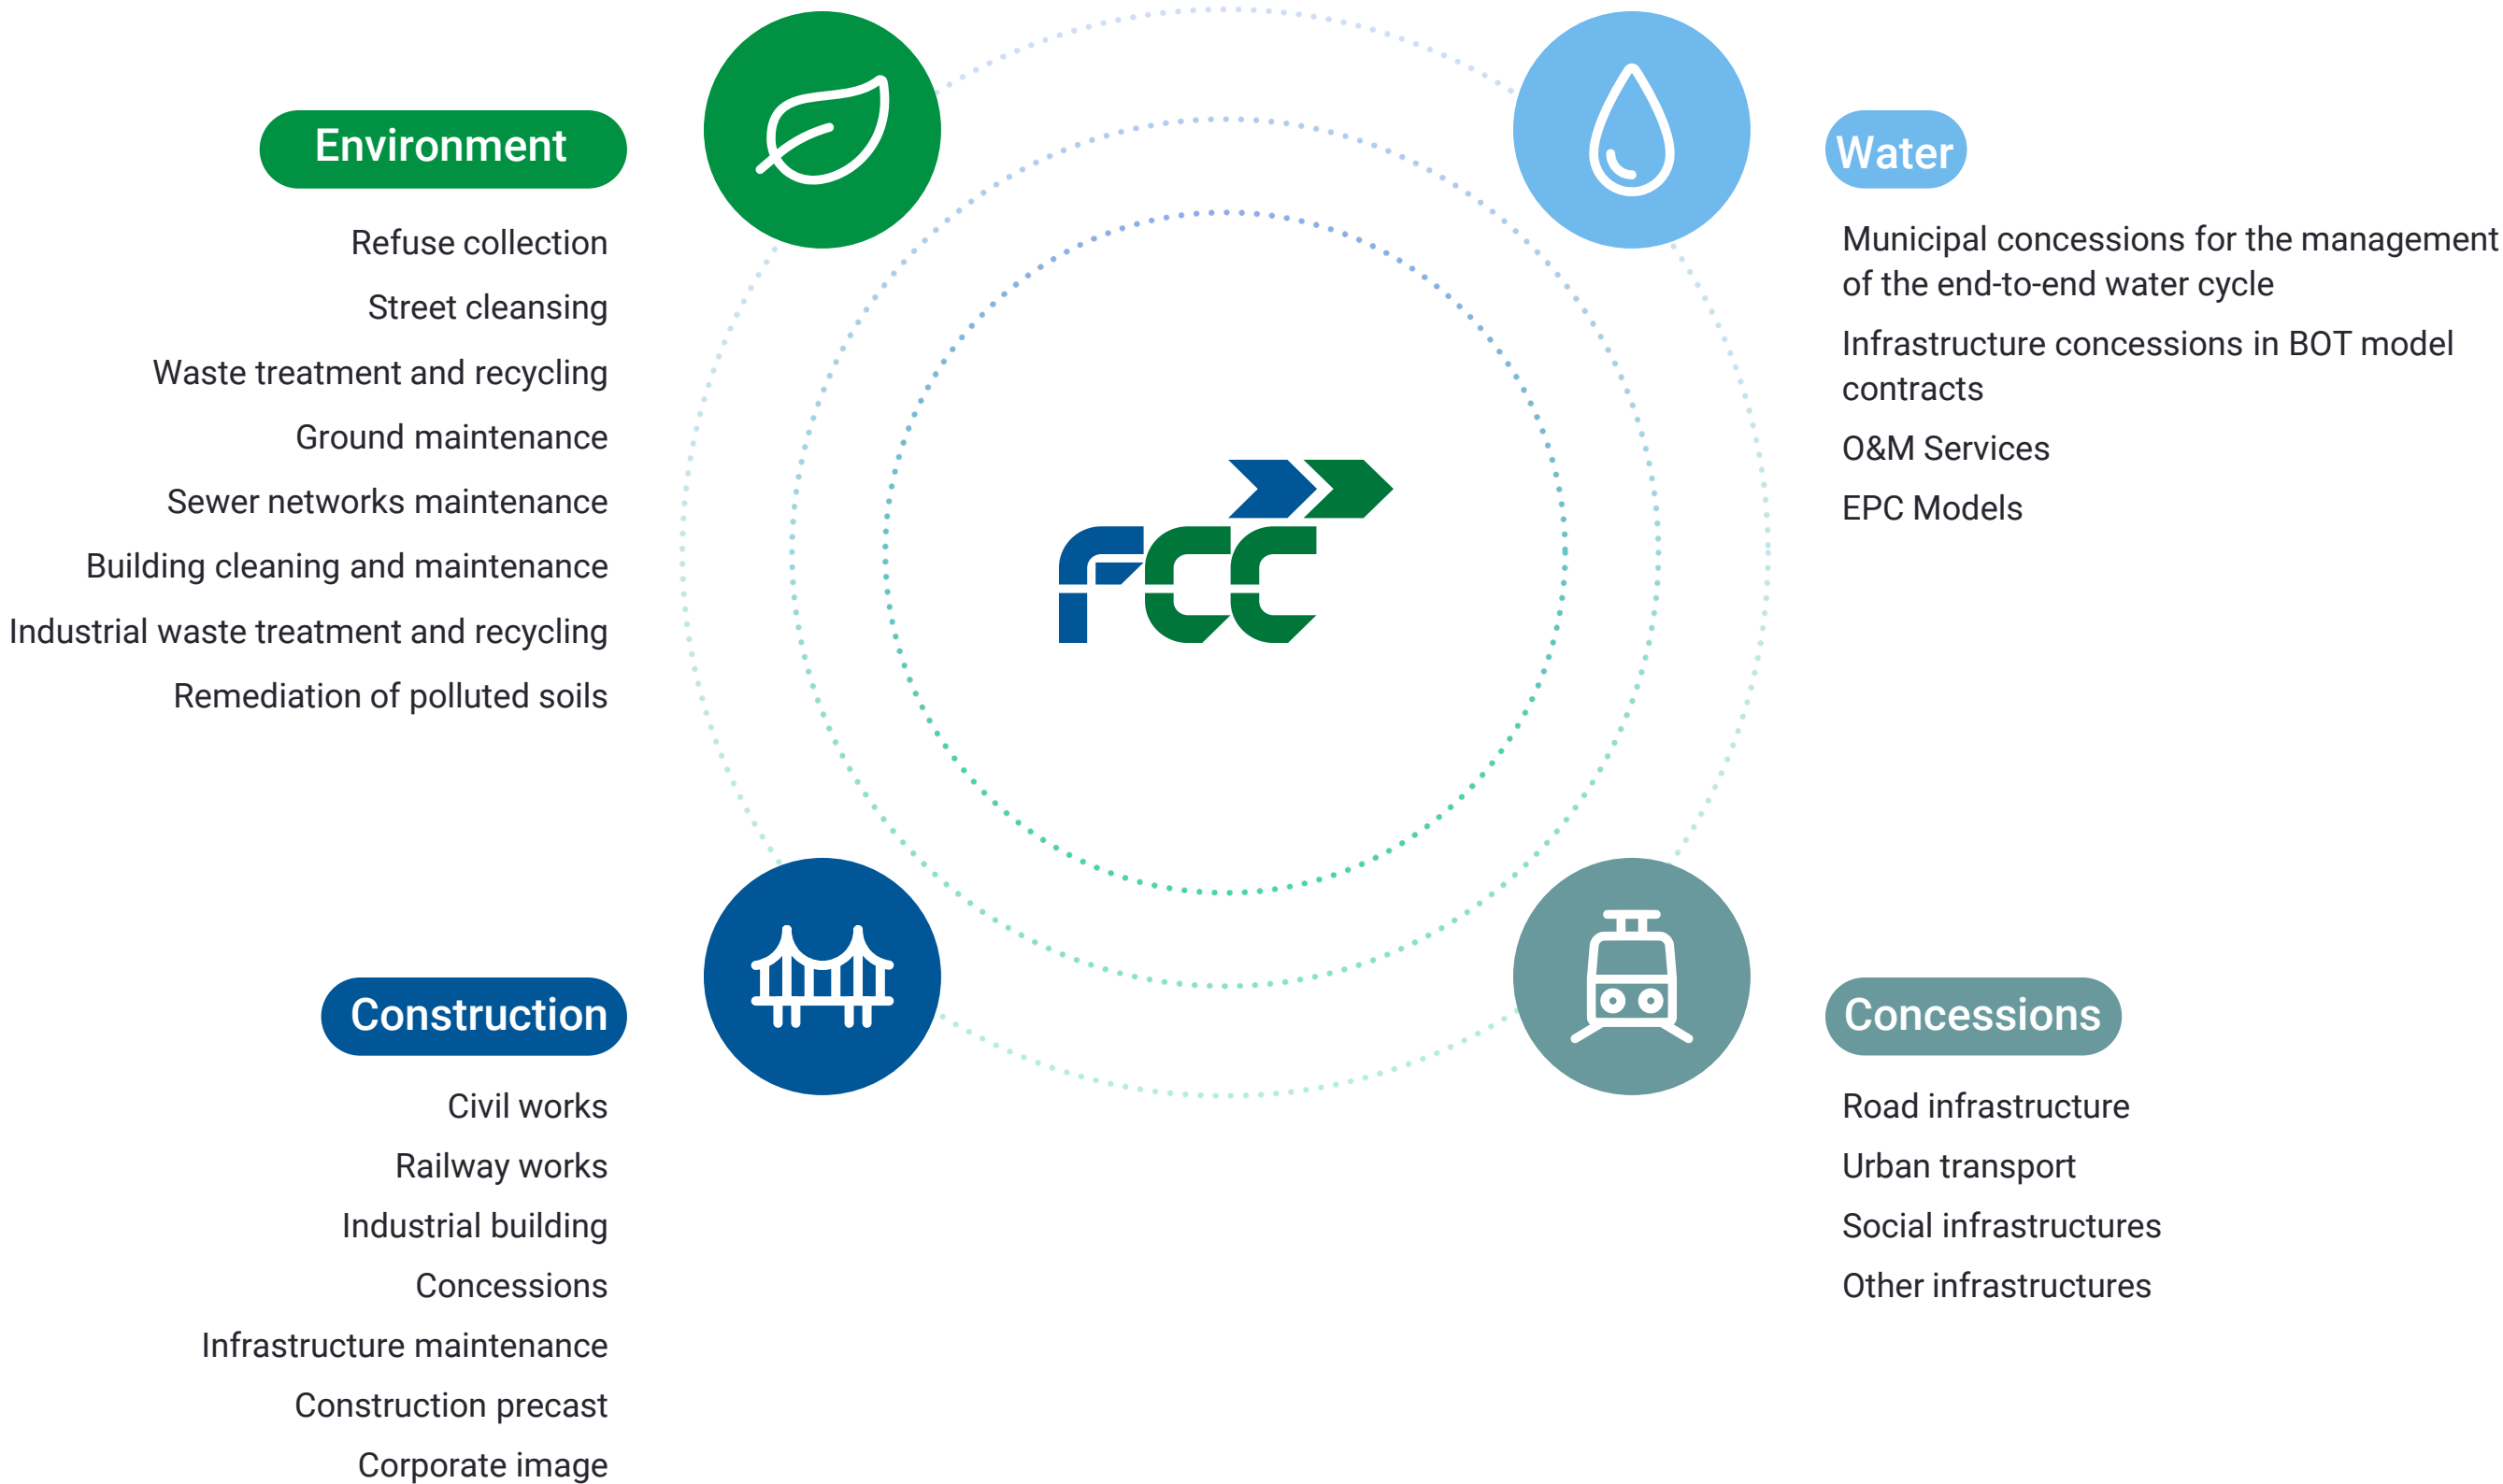 Environment
Refuse collection
Street cleansing
Waste treatment and recycling
Ground maintenance
Sewer networks maintenance
Building cleaning and maintenance
Industrial waste treatment and recycling
Remediation of polluted soils
Water
Municipal concessions for the management
of the end-to-end water cycle
Infrastructure concessions in BOT model
contracts
O&M Services
EPC Models
FCC
Construction
Civil works
Railway works
Industrial building
Concessions
Infrastructure maintenance
Construction precast
Corporate image
Concessions
Road infrastructure
Urban transport
Social infrastructures
Other infrastructures